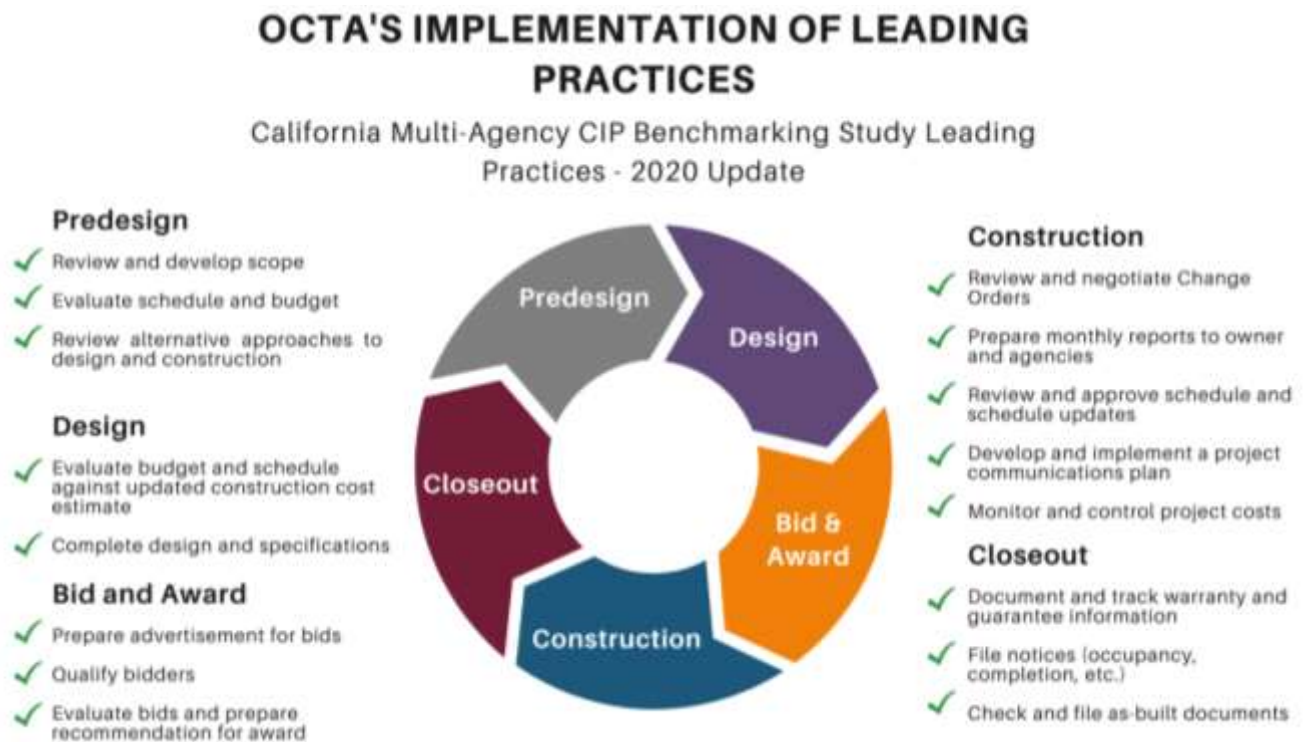 OCTA'S IMPLEMENTATION OF LEADING
PRACTICES
California Multi-Agency CIP Benchmarking Study Leading
Practices - 2020 Update
Predesign
Review and develop scope
Evaluate schedule and budget
Review alternative approaches to
design and construction
Design
Evaluate budget and schedule
against updated construction cost
estimate
Complete design and specifications
Bid and Award
Prepare advertisement for bids
Qualify bidders
Evaluate bids and prepare
recommendation for award
Predesign
Design
Bid &
Award
Construction
Closeout
Construction
Review and negotiate Change
Orders
Prepare monthly reports to owner
and agencies
Review and approve schedule and
schedule updates
Develop and implement a project
communications plan
Monitor and control project costs
Closeout
Document and track warranty and
guarantee information
File notices (occupancy,
completion, etc.)
Check and file as-built documents